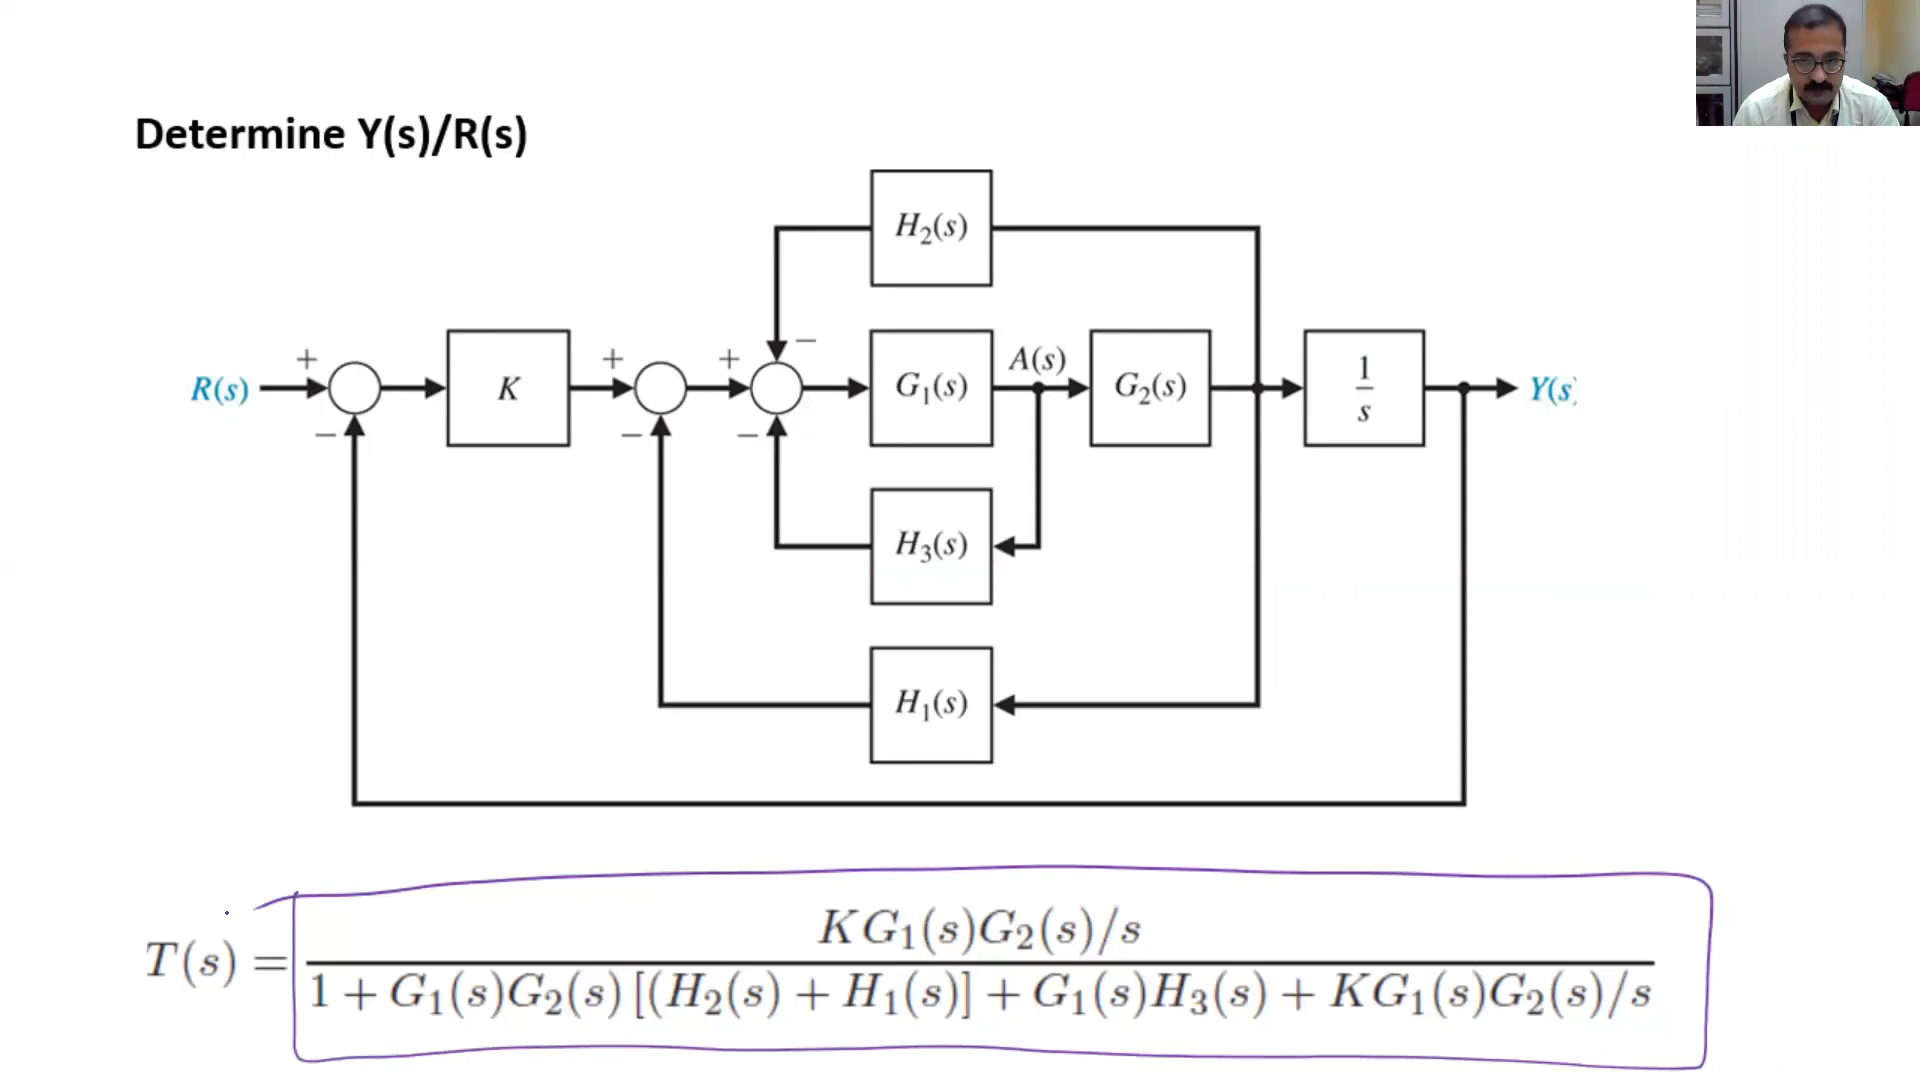 Determine Y(s)/R(s)
H₂(s)
R(s) + − K + − + − − G₁(s) A(s) G₂(s) 1/s Y(s)
H₃(s)
H₁(s)
T(s) = KG₁(s)G₂(s)/s
1 + G₁(s)G₂(s) [(H₂(s) + H₁(s)] + G₁(s)H₃(s) + KG₁(s)G₂(s)/s